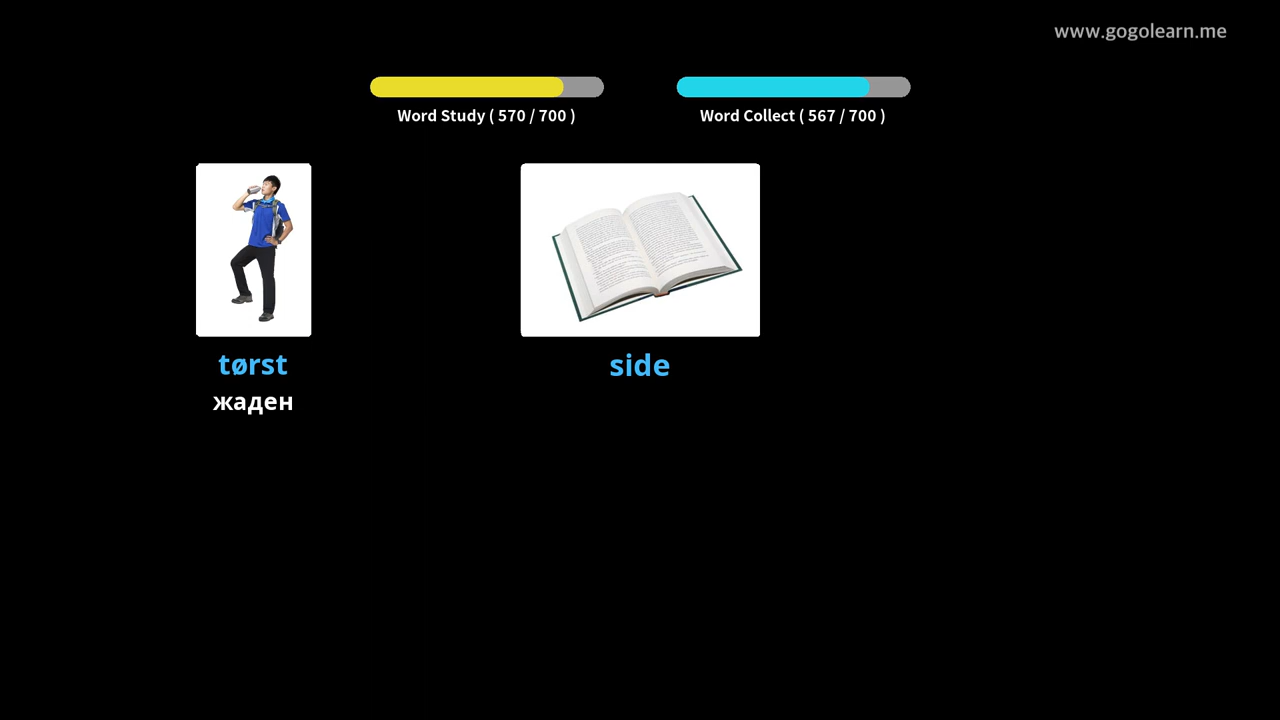 www.gogolearn.me
Word Study ( 570 / 700 )
Word Collect ( 567 / 700 )
tørst
жаден
side